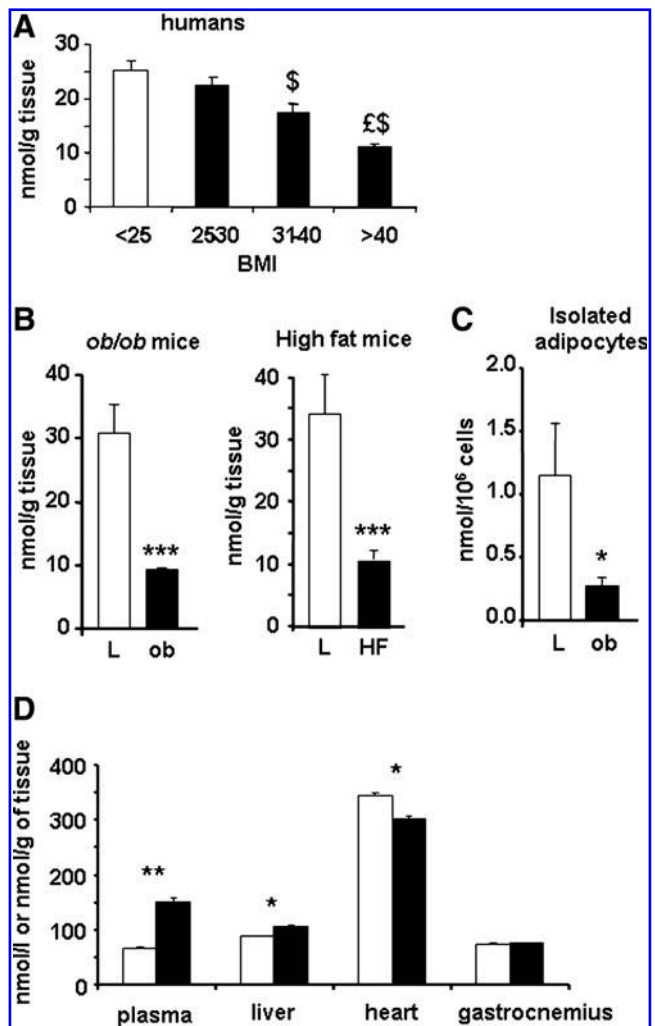 A
humans
nmol/g tissue
30
20
10
0
$
£$
<25 2530 3140 >40
BMI
B
ob/ob mice
nmol/g tissue
40
30
20
10
0
***
L ob
High fat mice
nmol/g tissue
40
30
20
10
0
***
L HF
C
Isolated
adipocytes
nmol/10⁶ cells
2.0
1.5
1.0
0.5
0.0
*
L ob
D
nmol/l or nmol/g of tissue
400
300
200
100
0
**
*
*
plasma liver heart gastrocnemius